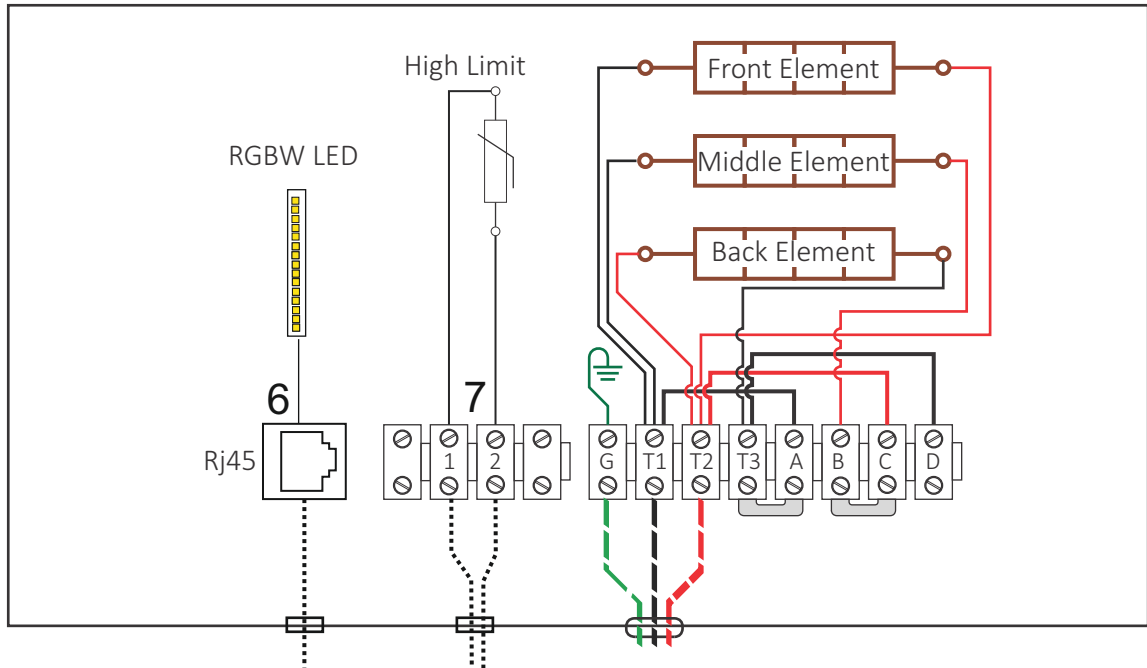 High Limit
Front Element
Middle Element
Back Element
RGBW LED
6
7
Rj45
1
2
G
T1
T2
T3
A
B
C
D